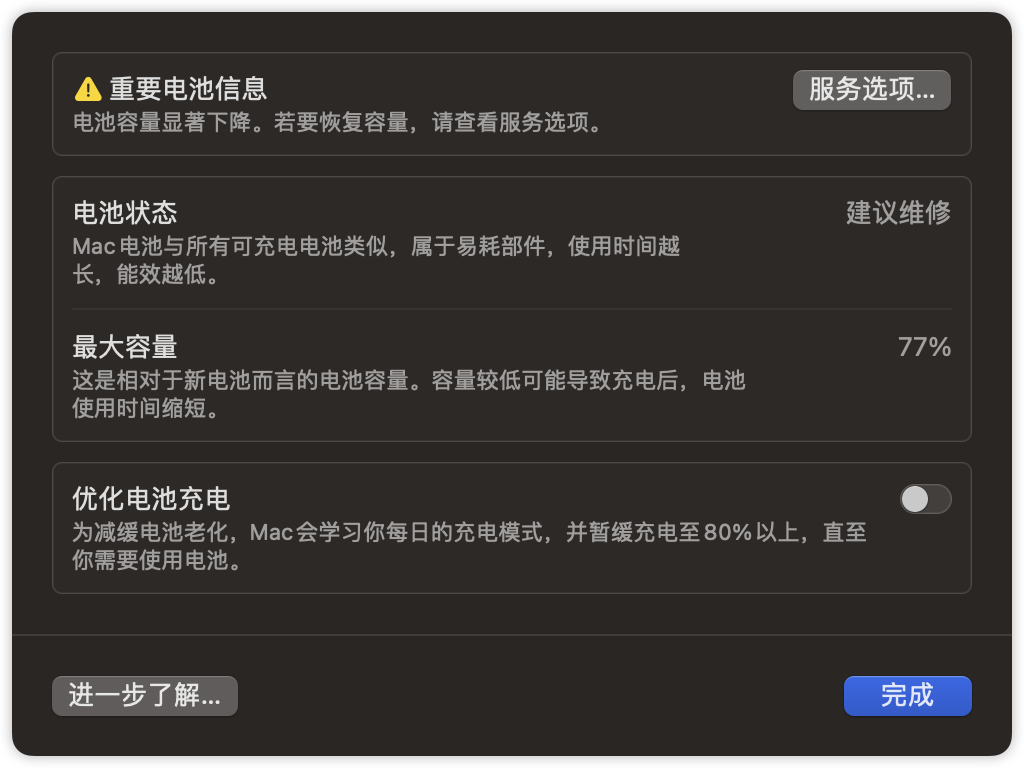 重要电池信息
服务选项...
电池容量显著下降。若要恢复容量，请查看服务选项。
电池状态
建议维修
Mac电池与所有可充电电池类似，属于易耗部件，使用时间越
长，能效越低。
最大容量
77%
这是相对于新电池而言的电池容量。容量较低可能导致充电后，电池
使用时间缩短。
优化电池充电
为减缓电池老化，Mac会学习你每日的充电模式，并暂缓充电至80%以上，直至
你需要使用电池。
进一步了解...
完成